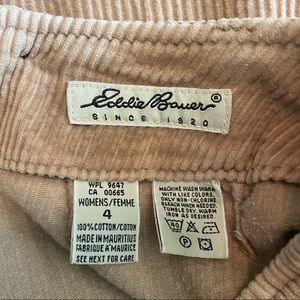 Eddie Bauer®
SINCE 1920
WPL 9647
CA 00665
WOMENS/FEMME
4
100% COTTON/COTON
MADE IN MAURITIUS
FABRIQUE A MAURICE
SEE NEXT FOR CARE
MACHINE WASH WARM
WITH LIKE COLORS,
ONLY NON-CHLORINE
BLEACH WHEN NEEDED,
TUMBLE DRY, WARM
IRON AS DESIRED.
40